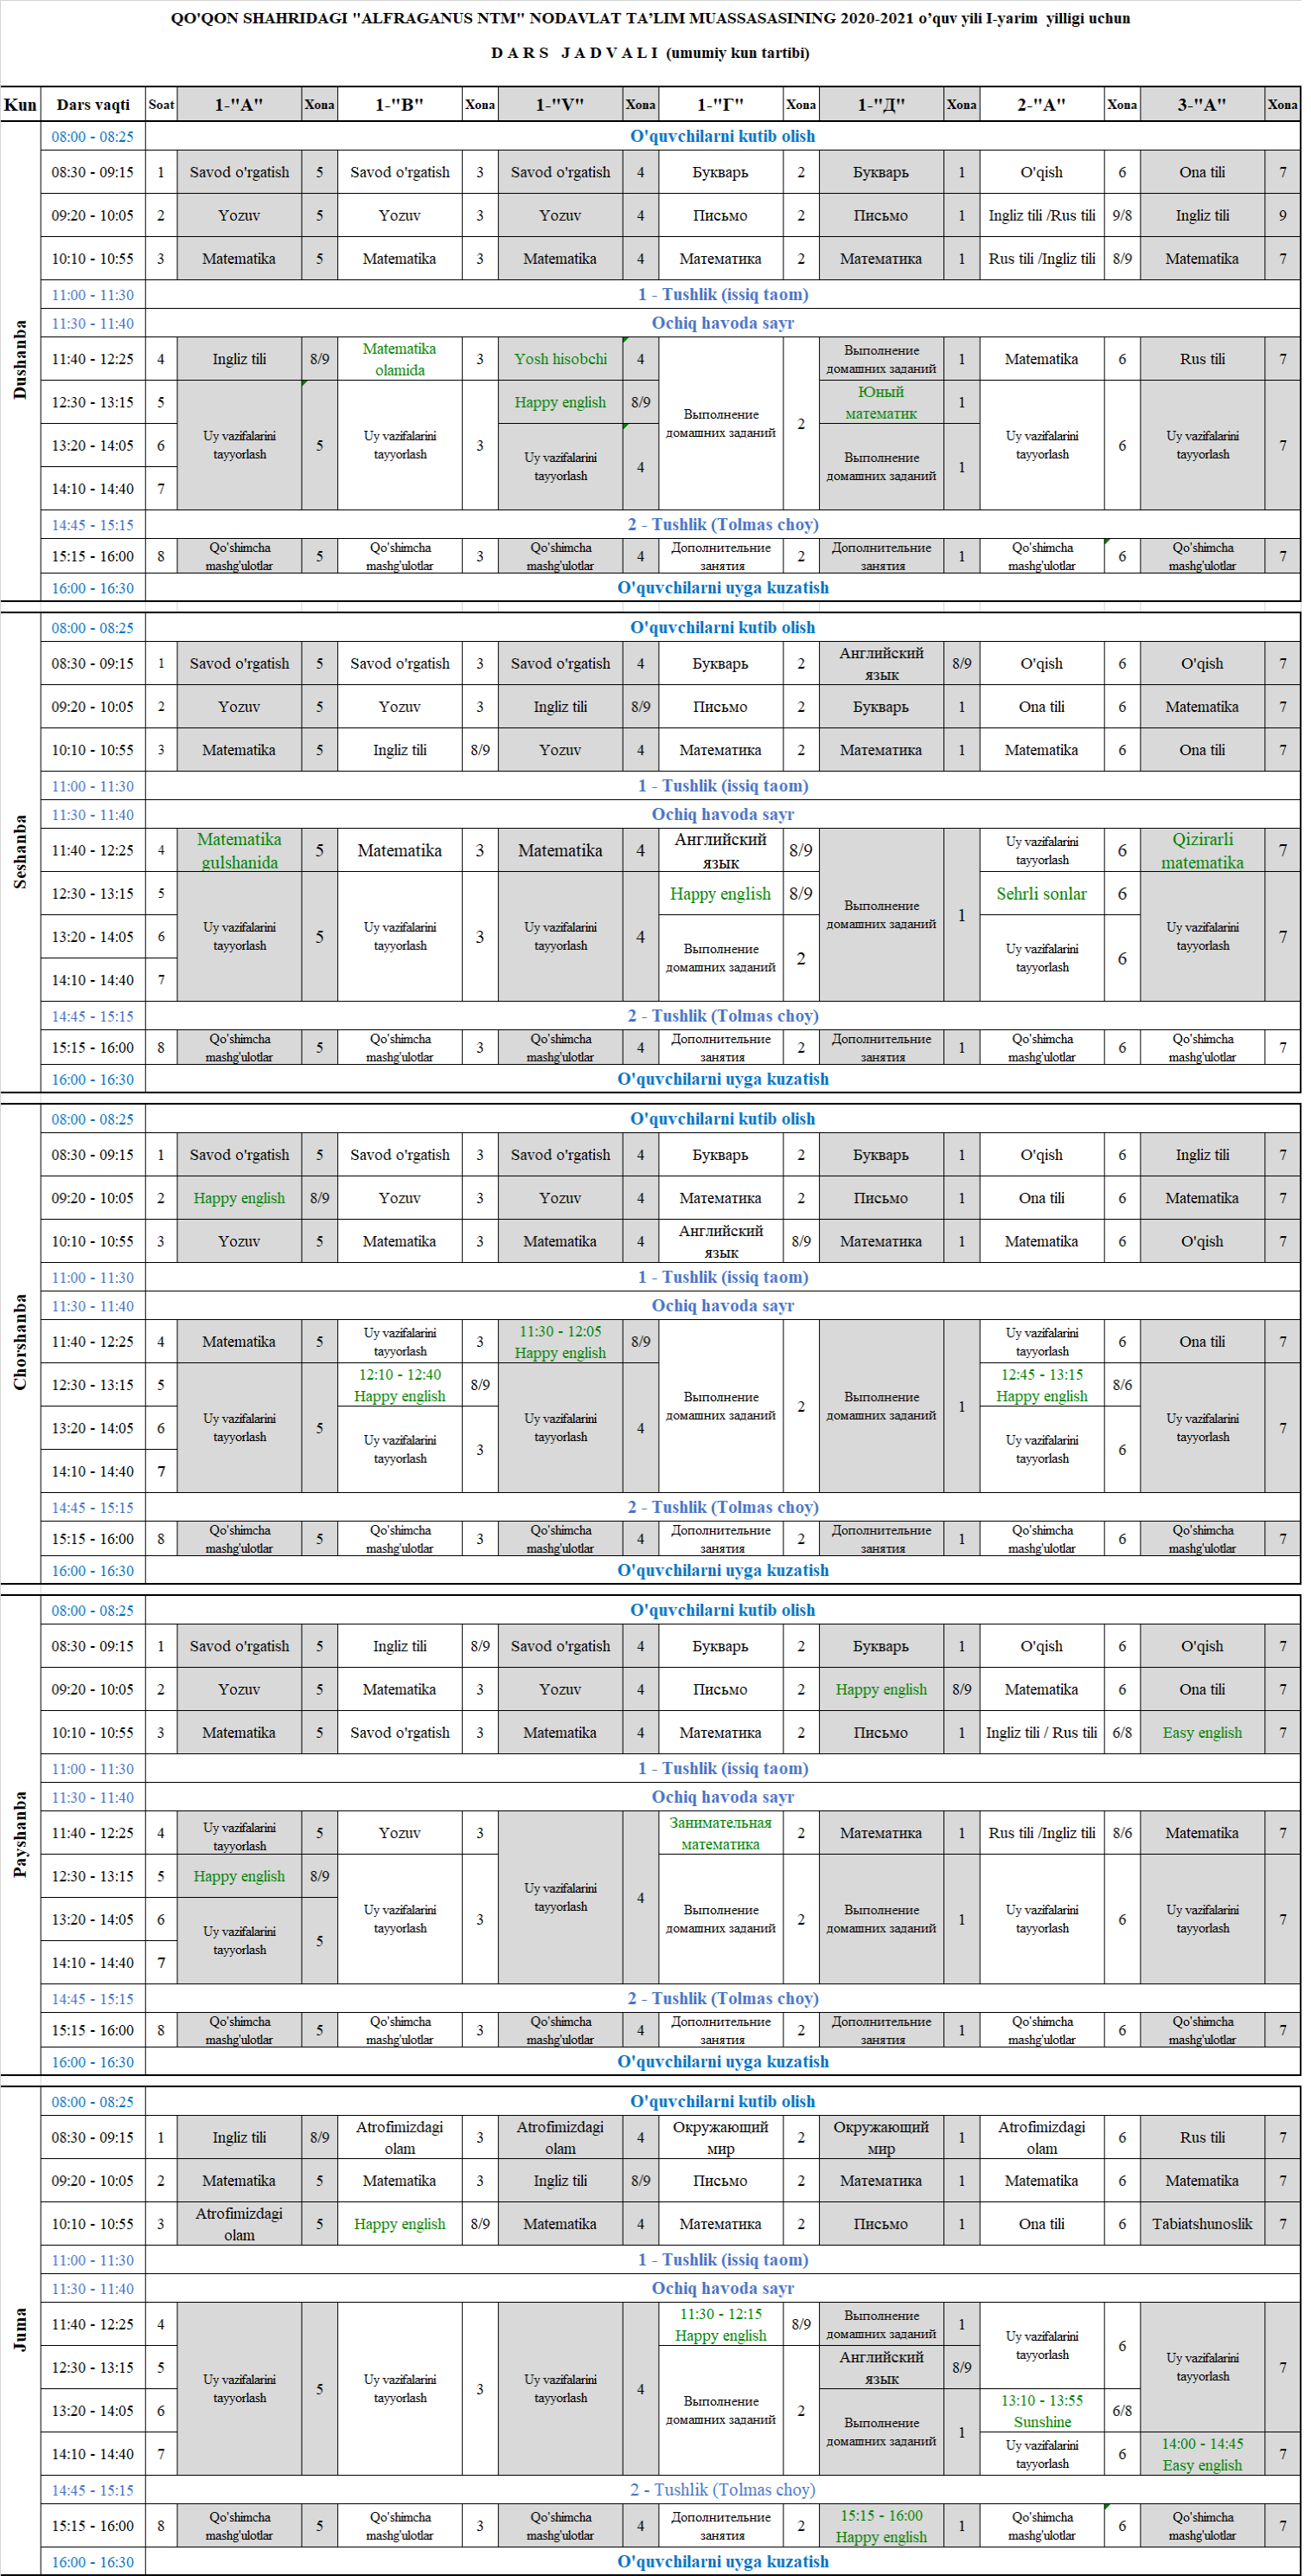 QO'QON SHAHRIDAGI "ALFRAGANUS NTM" NODAVLAT TA'LIM MUASSASASINING 2020-2021 o'quv yili I-yarim yilligi uchun
D A R S J A D V A L I (umumiy kun tartibi)
Kun Dars vaqti Soat 1-"A" Xona 1-"B" Xona 1-"V" Xona 1-"Г" Xona 1-"Д" Xona 2-"A" Xona 3-"A" Xona
Dushanba
08:00 - 08:25 O'quvchilarni kutib olish
08:30 - 09:15 1 Savod o'rgatish 5 Savod o'rgatish 3 Savod o'rgatish 4 Букварь 2 Букварь 1 O'qish 6 Ona tili 7
09:20 - 10:05 2 Yozuv 5 Yozuv 3 Yozuv 4 Письмо 2 Письмо 1 Ingliz tili /Rus tili 9/8 Ingliz tili 9
10:10 - 10:55 3 Matematika 5 Matematika 3 Matematika 4 Математика 2 Математика 1 Rus tili /Ingliz tili 8/9 Matematika 7
11:00 - 11:30 1 - Tushlik (issiq taom)
11:30 - 11:40 Ochiq havoda sayr
11:40 - 12:25 4 Ingliz tili 8/9 Matematika olamida 3 Yosh hisobchi 4 Выполнение домашних заданий 2 Выполнение домашних заданий 1 Matematika 6 Rus tili 7
12:30 - 13:15 5 Uy vazifalarini tayyorlash 5 Uy vazifalarini tayyorlash 3 Happy english 8/9 Юный математик 1 Uy vazifalarini tayyorlash 6 Uy vazifalarini tayyorlash 7
13:20 - 14:05 6 Uy vazifalarini tayyorlash 4 Выполнение домашних заданий 1
14:10 - 14:40 7
14:45 - 15:15 2 - Tushlik (Tolmas choy)
15:15 - 16:00 8 Qo'shimcha mashg'ulotlar 5 Qo'shimcha mashg'ulotlar 3 Qo'shimcha mashg'ulotlar 4 Дополнительние занятия 2 Дополнительние занятия 1 Qo'shimcha mashg'ulotlar 6 Qo'shimcha mashg'ulotlar 7
16:00 - 16:30 O'quvchilarni uyga kuzatish
Seshanba
08:00 - 08:25 O'quvchilarni kutib olish
08:30 - 09:15 1 Savod o'rgatish 5 Savod o'rgatish 3 Savod o'rgatish 4 Букварь 2 Английский язык 8/9 O'qish 6 O'qish 7
09:20 - 10:05 2 Yozuv 5 Yozuv 3 Ingliz tili 8/9 Письмо 2 Букварь 1 Ona tili 6 Matematika 7
10:10 - 10:55 3 Matematika 5 Ingliz tili 8/9 Yozuv 4 Математика 2 Математика 1 Matematika 6 Ona tili 7
11:00 - 11:30 1 - Tushlik (issiq taom)
11:30 - 11:40 Ochiq havoda sayr
11:40 - 12:25 4 Matematika gulshanida 5 Matematika 3 Matematika 4 Английский язык 8/9 Выполнение домашних заданий 1 Uy vazifalarini tayyorlash 6 Qizirarli matematika 7
12:30 - 13:15 5 Uy vazifalarini tayyorlash 5 Uy vazifalarini tayyorlash 3 Uy vazifalarini tayyorlash 4 Happy english 8/9 Sehrli sonlar 6 Uy vazifalarini tayyorlash 7
13:20 - 14:05 6 Выполнение домашних заданий 2 Uy vazifalarini tayyorlash 6
14:10 - 14:40 7
14:45 - 15:15 2 - Tushlik (Tolmas choy)
15:15 - 16:00 8 Qo'shimcha mashg'ulotlar 5 Qo'shimcha mashg'ulotlar 3 Qo'shimcha mashg'ulotlar 4 Дополнительние занятия 2 Дополнительние занятия 1 Qo'shimcha mashg'ulotlar 6 Qo'shimcha mashg'ulotlar 7
16:00 - 16:30 O'quvchilarni uyga kuzatish
Chorshanba
08:00 - 08:25 O'quvchilarni kutib olish
08:30 - 09:15 1 Savod o'rgatish 5 Savod o'rgatish 3 Savod o'rgatish 4 Букварь 2 Букварь 1 O'qish 6 Ingliz tili 7
09:20 - 10:05 2 Happy english 8/9 Yozuv 3 Yozuv 4 Математика 2 Письмо 1 Ona tili 6 Matematika 7
10:10 - 10:55 3 Yozuv 5 Matematika 3 Matematika 4 Английский язык 8/9 Математика 1 Matematika 6 O'qish 7
11:00 - 11:30 1 - Tushlik (issiq taom)
11:30 - 11:40 Ochiq havoda sayr
11:40 - 12:25 4 Matematika 5 Uy vazifalarini tayyorlash 3 11:30 - 12:05 Happy english 8/9 Выполнение домашних заданий 2 Выполнение домашних заданий 1 Uy vazifalarini tayyorlash 6 Ona tili 7
12:30 - 13:15 5 Uy vazifalarini tayyorlash 5 12:10 - 12:40 Happy english 8/9 Uy vazifalarini tayyorlash 4 12:45 - 13:15 Happy english 8/6 Uy vazifalarini tayyorlash 7
13:20 - 14:05 6 Uy vazifalarini tayyorlash 3 Uy vazifalarini tayyorlash 6
14:10 - 14:40 7
14:45 - 15:15 2 - Tushlik (Tolmas choy)
15:15 - 16:00 8 Qo'shimcha mashg'ulotlar 5 Qo'shimcha mashg'ulotlar 3 Qo'shimcha mashg'ulotlar 4 Дополнительние занятия 2 Дополнительние занятия 1 Qo'shimcha mashg'ulotlar 6 Qo'shimcha mashg'ulotlar 7
16:00 - 16:30 O'quvchilarni uyga kuzatish
Payshanba
08:00 - 08:25 O'quvchilarni kutib olish
08:30 - 09:15 1 Savod o'rgatish 5 Ingliz tili 8/9 Savod o'rgatish 4 Букварь 2 Букварь 1 O'qish 6 O'qish 7
09:20 - 10:05 2 Yozuv 5 Matematika 3 Yozuv 4 Письмо 2 Happy english 8/9 Matematika 6 Ona tili 7
10:10 - 10:55 3 Matematika 5 Savod o'rgatish 3 Matematika 4 Математика 2 Письмо 1 Ingliz tili / Rus tili 6/8 Easy english 7
11:00 - 11:30 1 - Tushlik (issiq taom)
11:30 - 11:40 Ochiq havoda sayr
11:40 - 12:25 4 Uy vazifalarini tayyorlash 5 Yozuv 3 Uy vazifalarini tayyorlash 4 Занимательная математика 2 Математика 1 Rus tili /Ingliz tili 8/6 Matematika 7
12:30 - 13:15 5 Happy english 8/9 Uy vazifalarini tayyorlash 3 Выполнение домашних заданий 2 Выполнение домашних заданий 1 Uy vazifalarini tayyorlash 6 Uy vazifalarini tayyorlash 7
13:20 - 14:05 6 Uy vazifalarini tayyorlash 5
14:10 - 14:40 7
14:45 - 15:15 2 - Tushlik (Tolmas choy)
15:15 - 16:00 8 Qo'shimcha mashg'ulotlar 5 Qo'shimcha mashg'ulotlar 3 Qo'shimcha mashg'ulotlar 4 Дополнительние занятия 2 Дополнительние занятия 1 Qo'shimcha mashg'ulotlar 6 Qo'shimcha mashg'ulotlar 7
16:00 - 16:30 O'quvchilarni uyga kuzatish
Juma
08:00 - 08:25 O'quvchilarni kutib olish
08:30 - 09:15 1 Ingliz tili 8/9 Atrofimizdagi olam 3 Atrofimizdagi olam 4 Окружающий мир 2 Окружающий мир 1 Atrofimizdagi olam 6 Rus tili 7
09:20 - 10:05 2 Matematika 5 Matematika 3 Ingliz tili 8/9 Письмо 2 Математика 1 Matematika 6 Matematika 7
10:10 - 10:55 3 Atrofimizdagi olam 5 Happy english 8/9 Matematika 4 Математика 2 Письмо 1 Ona tili 6 Tabiatshunoslik 7
11:00 - 11:30 1 - Tushlik (issiq taom)
11:30 - 11:40 Ochiq havoda sayr
11:40 - 12:25 4 Uy vazifalarini tayyorlash 5 Uy vazifalarini tayyorlash 3 Uy vazifalarini tayyorlash 4 11:30 - 12:15 Happy english 8/9 Выполнение домашних заданий 1 Uy vazifalarini tayyorlash 6 Uy vazifalarini tayyorlash 7
12:30 - 13:15 5 Выполнение домашних заданий 2 Английский язык 8/9
13:20 - 14:05 6 Выполнение домашних заданий 1 13:10 - 13:55 Sunshine 6/8
14:10 - 14:40 7 Uy vazifalarini tayyorlash 6 14:00 - 14:45 Easy english 7
14:45 - 15:15 2 - Tushlik (Tolmas choy)
15:15 - 16:00 8 Qo'shimcha mashg'ulotlar 5 Qo'shimcha mashg'ulotlar 3 Qo'shimcha mashg'ulotlar 4 Дополнительние занятия 2 15:15 - 16:00 Happy english 1 Qo'shimcha mashg'ulotlar 6 Qo'shimcha mashg'ulotlar 7
16:00 - 16:30 O'quvchilarni uyga kuzatish